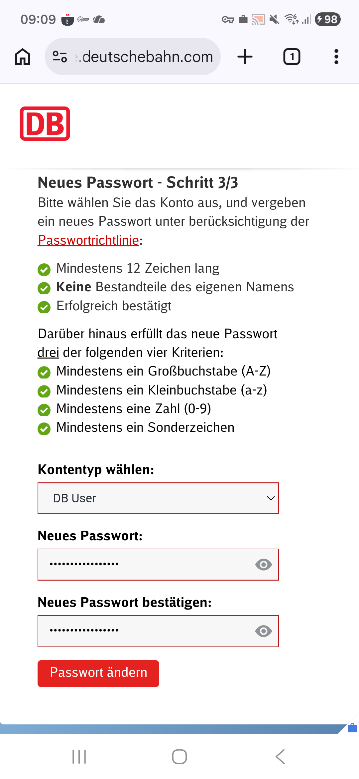 09:09
98
.deutschebahn.com
1
DB
Neues Passwort - Schritt 3/3
Bitte wählen Sie das Konto aus, und vergeben
ein neues Passwort unter berücksichtigung der
Passwortrichtlinie:
Mindestens 12 Zeichen lang
Keine Bestandteile des eigenen Namens
Erfolgreich bestätigt
Darüber hinaus erfüllt das neue Passwort
drei der folgenden vier Kriterien:
Mindestens ein Großbuchstabe (A-Z)
Mindestens ein Kleinbuchstabe (a-z)
Mindestens eine Zahl (0-9)
Mindestens ein Sonderzeichen
Kontentyp wählen:
DB User
Neues Passwort:
•••••••••••••••••
Neues Passwort bestätigen:
•••••••••••••••••
Passwort ändern